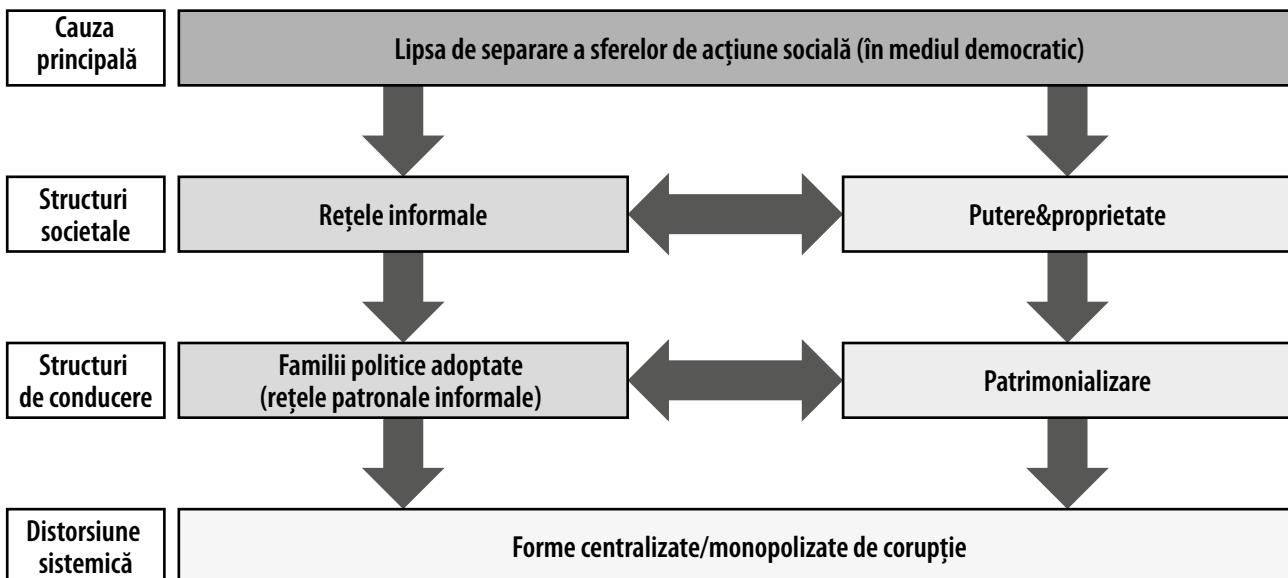 Cauza
principală
Lipsa de separare a sferelor de acțiune socială (în mediul democratic)
Structuri
societale
Rețele informale
Putere&proprietate
Structuri
de conducere
Familii politice adoptate
(rețele patronale informale)
Patrimonializare
Distorsiune
sistemică
Forme centralizate/monopolizate de corupție